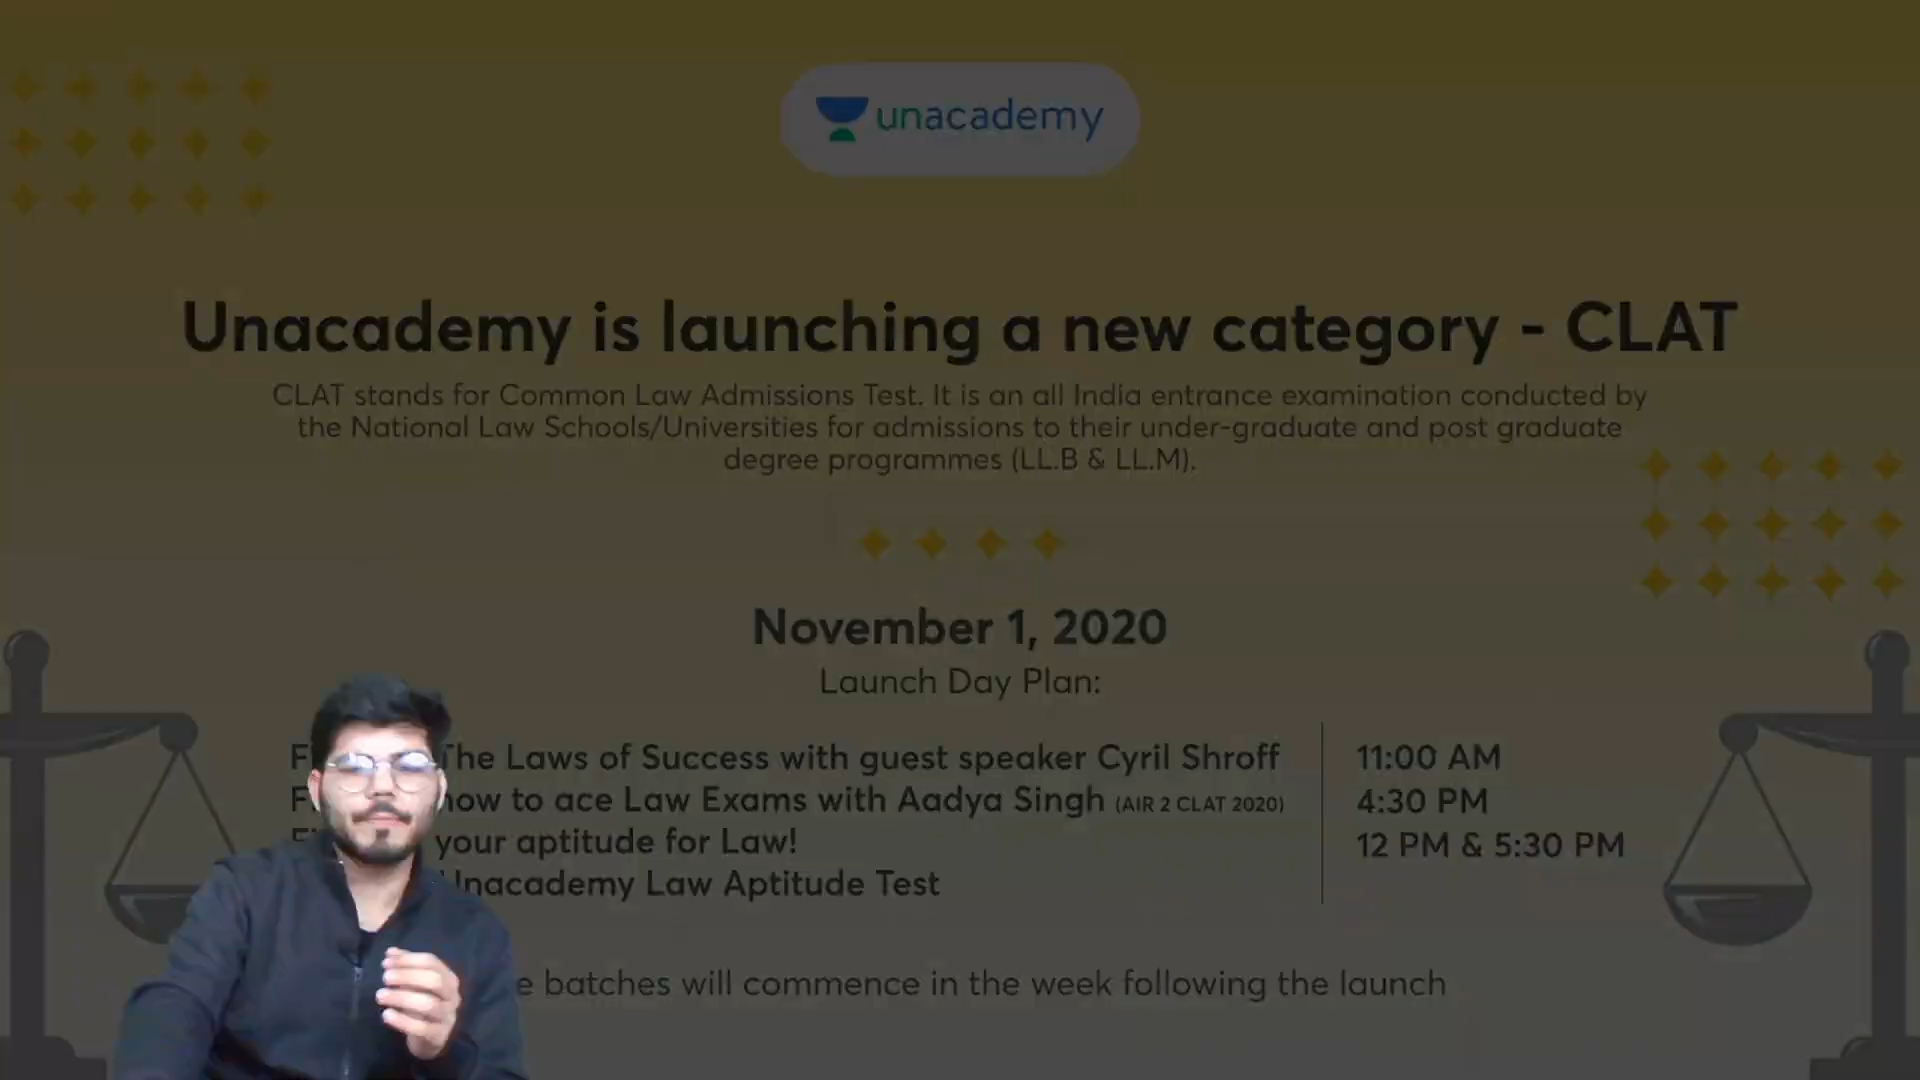 unacademy
Unacademy is launching a new category - CLAT
CLAT stands for Common Law Admissions Test. It is an all India entrance examination conducted by
the National Law Schools/Universities for admissions to their under-graduate and post graduate
degree programmes (LL.B & LL.M).
November 1, 2020
Launch Day Plan:
The Laws of Success with guest speaker Cyril Shroff 11:00 AM
how to ace Law Exams with Aadya Singh (AIR 2 CLAT 2020) 4:30 PM
your aptitude for Law! 12 PM & 5:30 PM
Unacademy Law Aptitude Test
batches will commence in the week following the launch